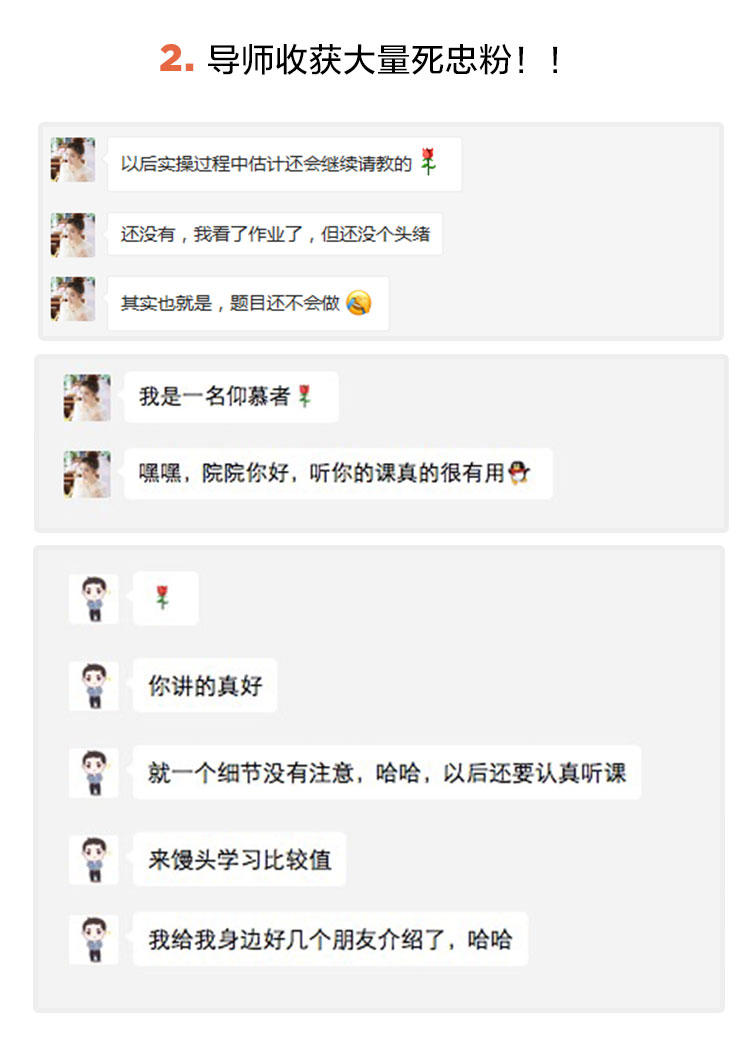 2. 导师收获大量死忠粉！！
以后实操过程中估计还会继续请教的🌹
还没有，我看了作业了，但还没个头绪
其实也就是，题目还不会做
我是一名仰慕者🌹
嘿嘿，院院你好，听你的课真的很有用🐧
🌹
你讲的真好
就一个细节没有注意，哈哈，以后还要认真听课
来馒头学习比较值
我给我身边好几个朋友介绍了，哈哈